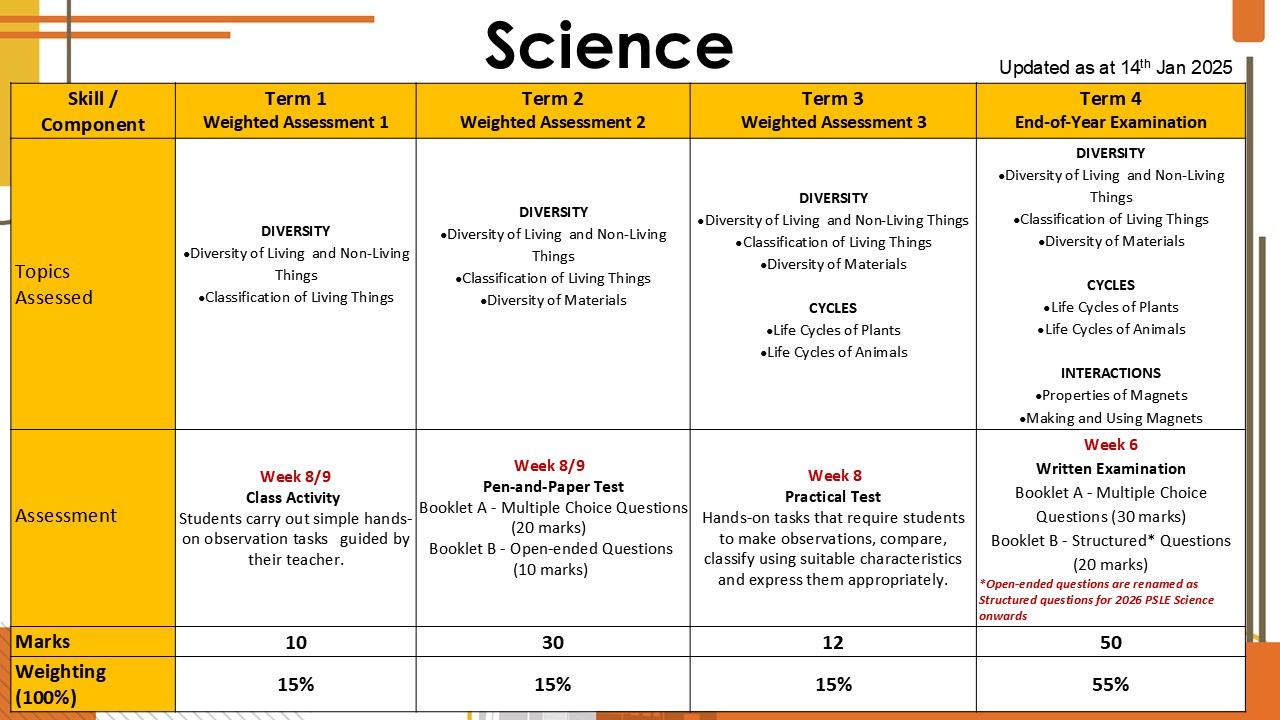 Science
Updated as at 14th Jan 2025
Skill /
Component
Term 1
Weighted Assessment 1
Term 2
Weighted Assessment 2
Term 3
Weighted Assessment 3
Term 4
End-of-Year Examination
Topics
Assessed
DIVERSITY
•Diversity of Living and Non-Living
Things
•Classification of Living Things
DIVERSITY
•Diversity of Living and Non-Living
Things
•Classification of Living Things
•Diversity of Materials
DIVERSITY
•Diversity of Living and Non-Living Things
•Classification of Living Things
•Diversity of Materials
CYCLES
•Life Cycles of Plants
•Life Cycles of Animals
DIVERSITY
•Diversity of Living and Non-Living
Things
•Classification of Living Things
•Diversity of Materials
CYCLES
•Life Cycles of Plants
•Life Cycles of Animals
INTERACTIONS
•Properties of Magnets
•Making and Using Magnets
Assessment
Week 8/9
Class Activity
Students carry out simple hands-
on observation tasks guided by
their teacher.
Week 8/9
Pen-and-Paper Test
Booklet A - Multiple Choice Questions
(20 marks)
Booklet B - Open-ended Questions
(10 marks)
Week 8
Practical Test
Hands-on tasks that require students
to make observations, compare,
classify using suitable characteristics
and express them appropriately.
Week 6
Written Examination
Booklet A - Multiple Choice
Questions (30 marks)
Booklet B - Structured* Questions
(20 marks)
*Open-ended questions are renamed as
Structured questions for 2026 PSLE Science
onwards
Marks
10
30
12
50
Weighting
(100%)
15%
15%
15%
55%